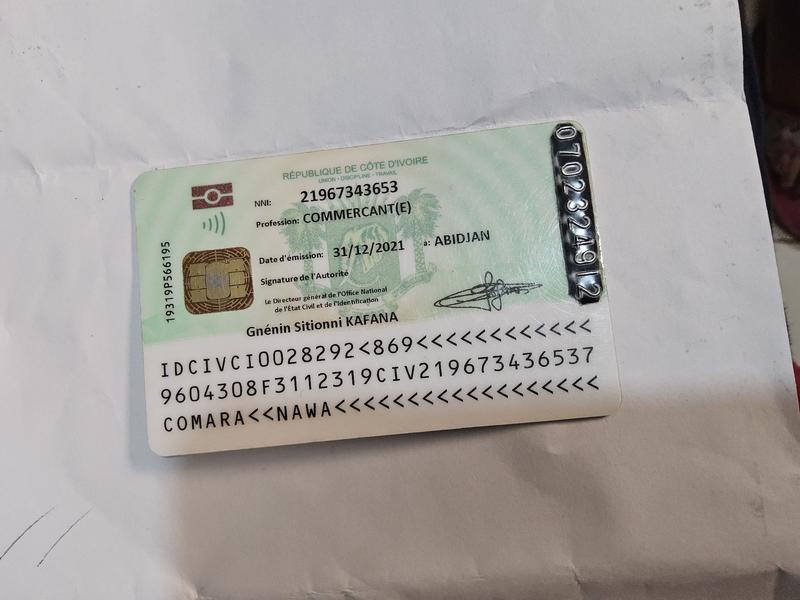 RÉPUBLIQUE DE CÔTE D'IVOIRE
UNION - DISCIPLINE - TRAVAIL
NNI: 21967343653
Profession: COMMERCANT(E)
Date d'émission: 31/12/2021 à: ABIDJAN
Signature de l'Autorité
Le Directeur général de l'Office National
de l'État Civil et de l'Identification
Gnénin Sitionni KAFANA
19319P566195
0702324912
IDCIVCI0028292<869<<<<<<<<<<<<
9604308F3112319CIV219673436537
COMARA<<NAWA<<<<<<<<<<<<<<<<<<